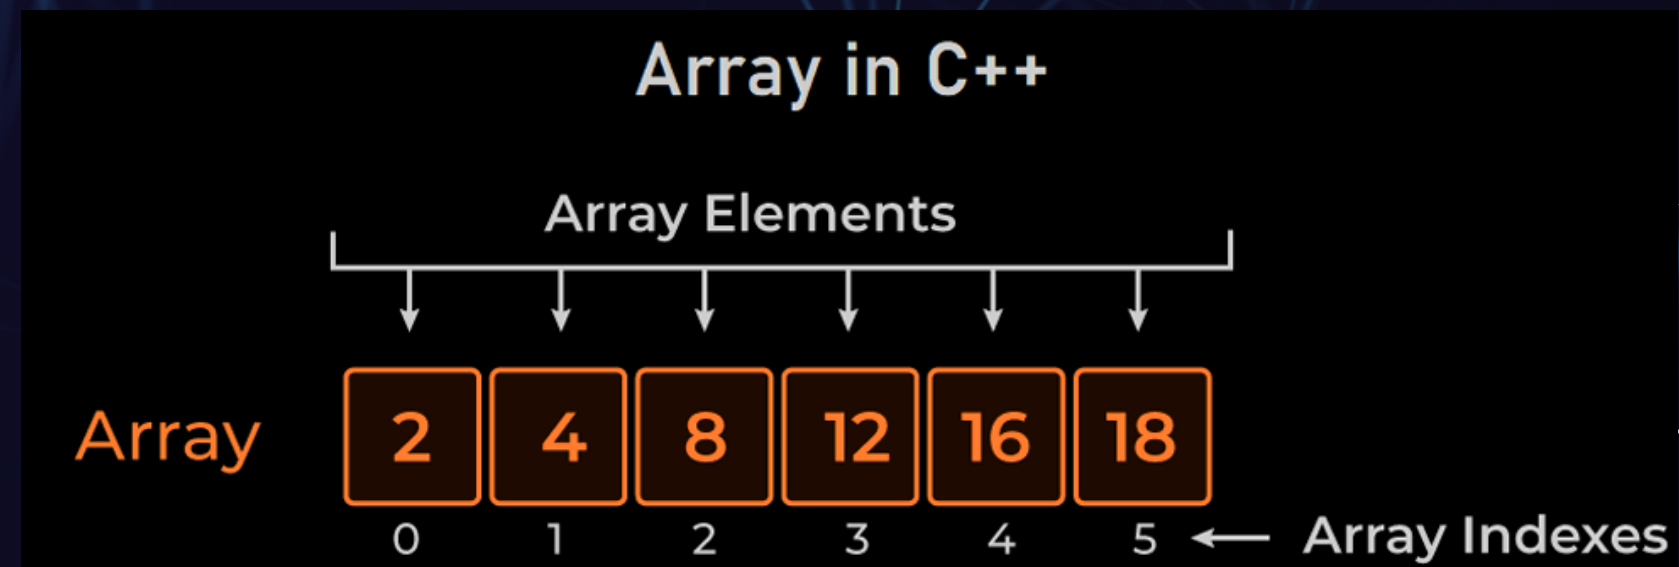 Array in C++
Array Elements
Array 2 4 8 12 16 18
0 1 2 3 4 5 Array Indexes